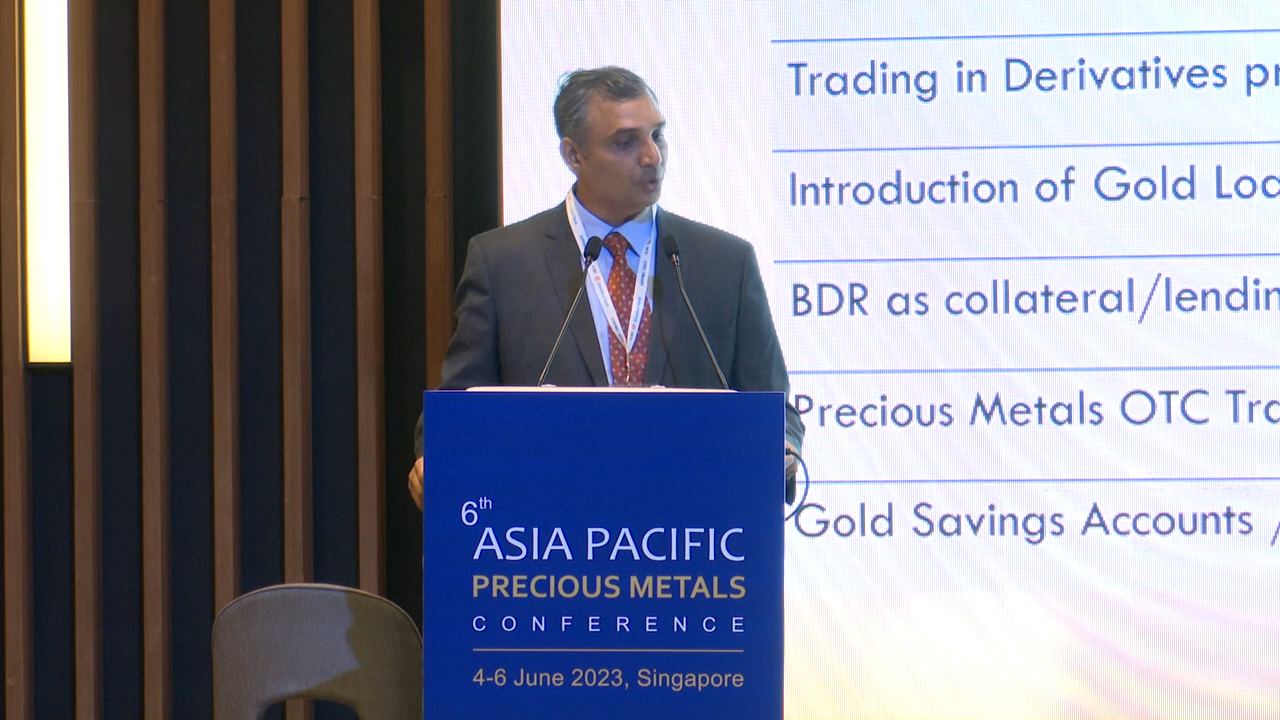 Trading in Derivatives
Introduction of Gold
BDR as collateral/
Precious Metals OTC
Gold Savings Accounts /
6th
ASIA PACIFIC
PRECIOUS METALS
CONFERENCE
4-6 June 2023, Singapore